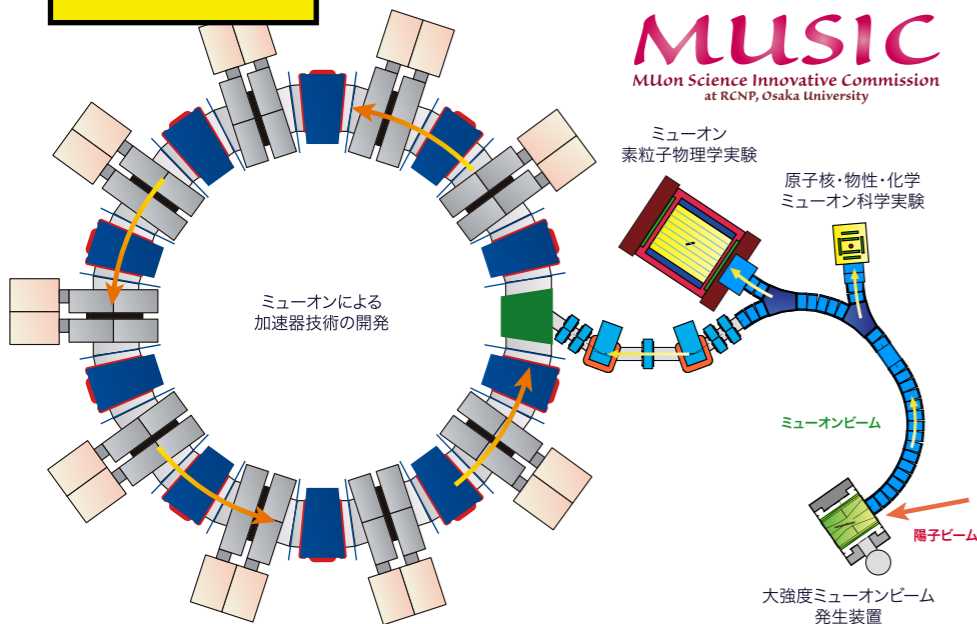 MUSIC
MUon Science Innovative Commission
at RCNP, Osaka University
ミューオン
素粒子物理学実験
原子核・物性・化学
ミューオン科学実験
ミューオンによる
加速器技術の開発
ミューオンビーム
陽子ビーム
大強度ミューオンビーム
発生装置